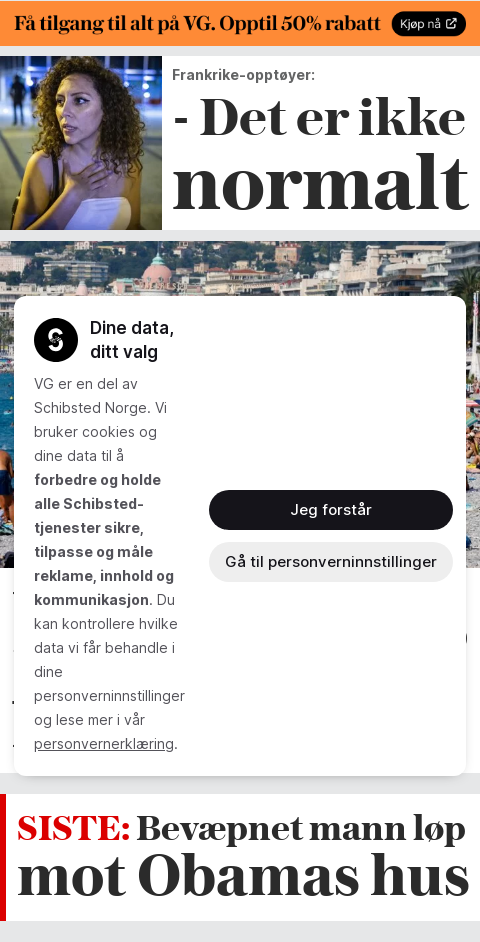 Få tilgang til alt på VG. Opptil 50% rabatt
Kjøp nå
Frankrike-opptøyer:
- Det er ikke
normalt
Dine data,
ditt valg
VG er en del av
Schibsted Norge. Vi
bruker cookies og
dine data til å
forbedre og holde
alle Schibsted-
tjenester sikre,
tilpasse og måle
reklame, innhold og
kommunikasjon. Du
kan kontrollere hvilke
data vi får behandle i
dine
personverninnstillinger
og lese mer i vår
personvernerklæring.
Jeg forstår
Gå til personverninnstillinger
SISTE: Bevæpnet mann løp
mot Obamas hus